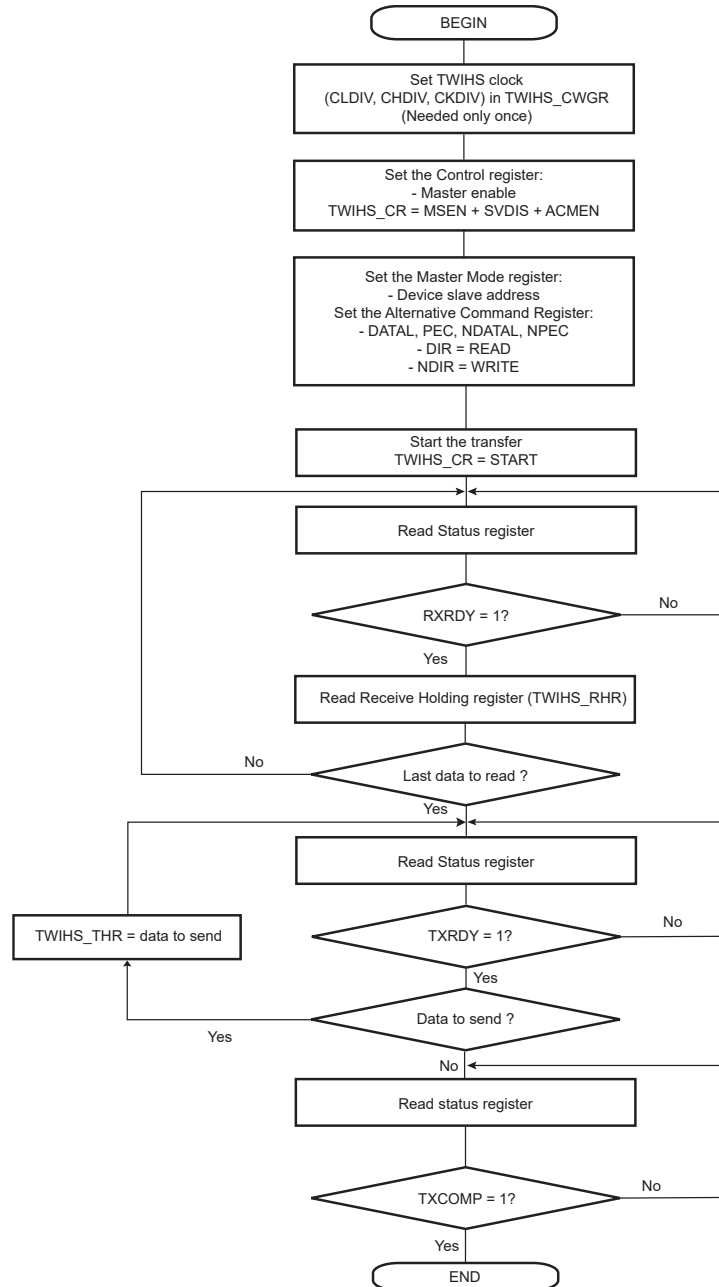 BEGIN
Set TWIHS clock
(CLDIV, CHDIV, CKDIV) in TWIHS_CWGR
(Needed only once)
Set the Control register:
- Master enable
TWIHS_CR = MSEN + SVDIS + ACMEN
Set the Master Mode register:
- Device slave address
Set the Alternative Command Register:
- DATAL, PEC, NDATAL, NPEC
- DIR = READ
- NDIR = WRITE
Start the transfer
TWIHS_CR = START
Read Status register
RXRDY = 1?
No
Yes
Read Receive Holding register (TWIHS_RHR)
No
Last data to read ?
Yes
Read Status register
TWIHS_THR = data to send
TXRDY = 1?
No
Yes
Data to send ?
Yes
No
Read status register
TXCOMP = 1?
No
Yes
END